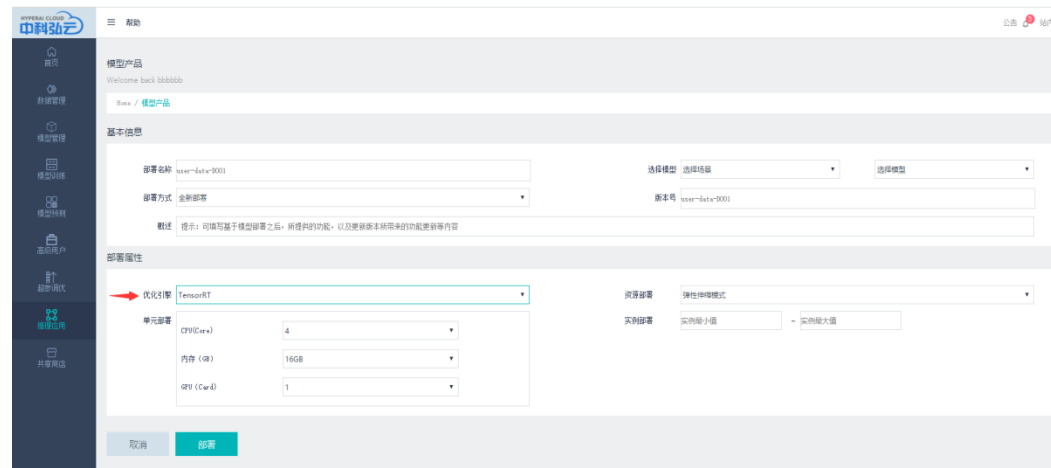 HYPERAI CLOUD
中科弘云
帮助
公告 3 站内
首页
数据管理
模型管理
模型训练
模型预测
高启用户
超参调优
推理应用
共享商店
模型产品
Welcome back bbbbbb
Home / 模型产品
基本信息
部署名称 user-data-D001 选择模型 选择场景 选择模型
部署方式 全新部署 版本号 user-data-D001
概述 提示：可填写基于模型部署之后，所提供的功能，以及更新版本所带来的功能更新等内容
部署属性
优化引擎 TensorRT 资源部署 弹性伸缩模式
单元部署 CPU(Core) 4 实例部署 实例最小值 ~ 实例最大值
内存 (GB) 16GB
GPU (Card) 1
取消 部署